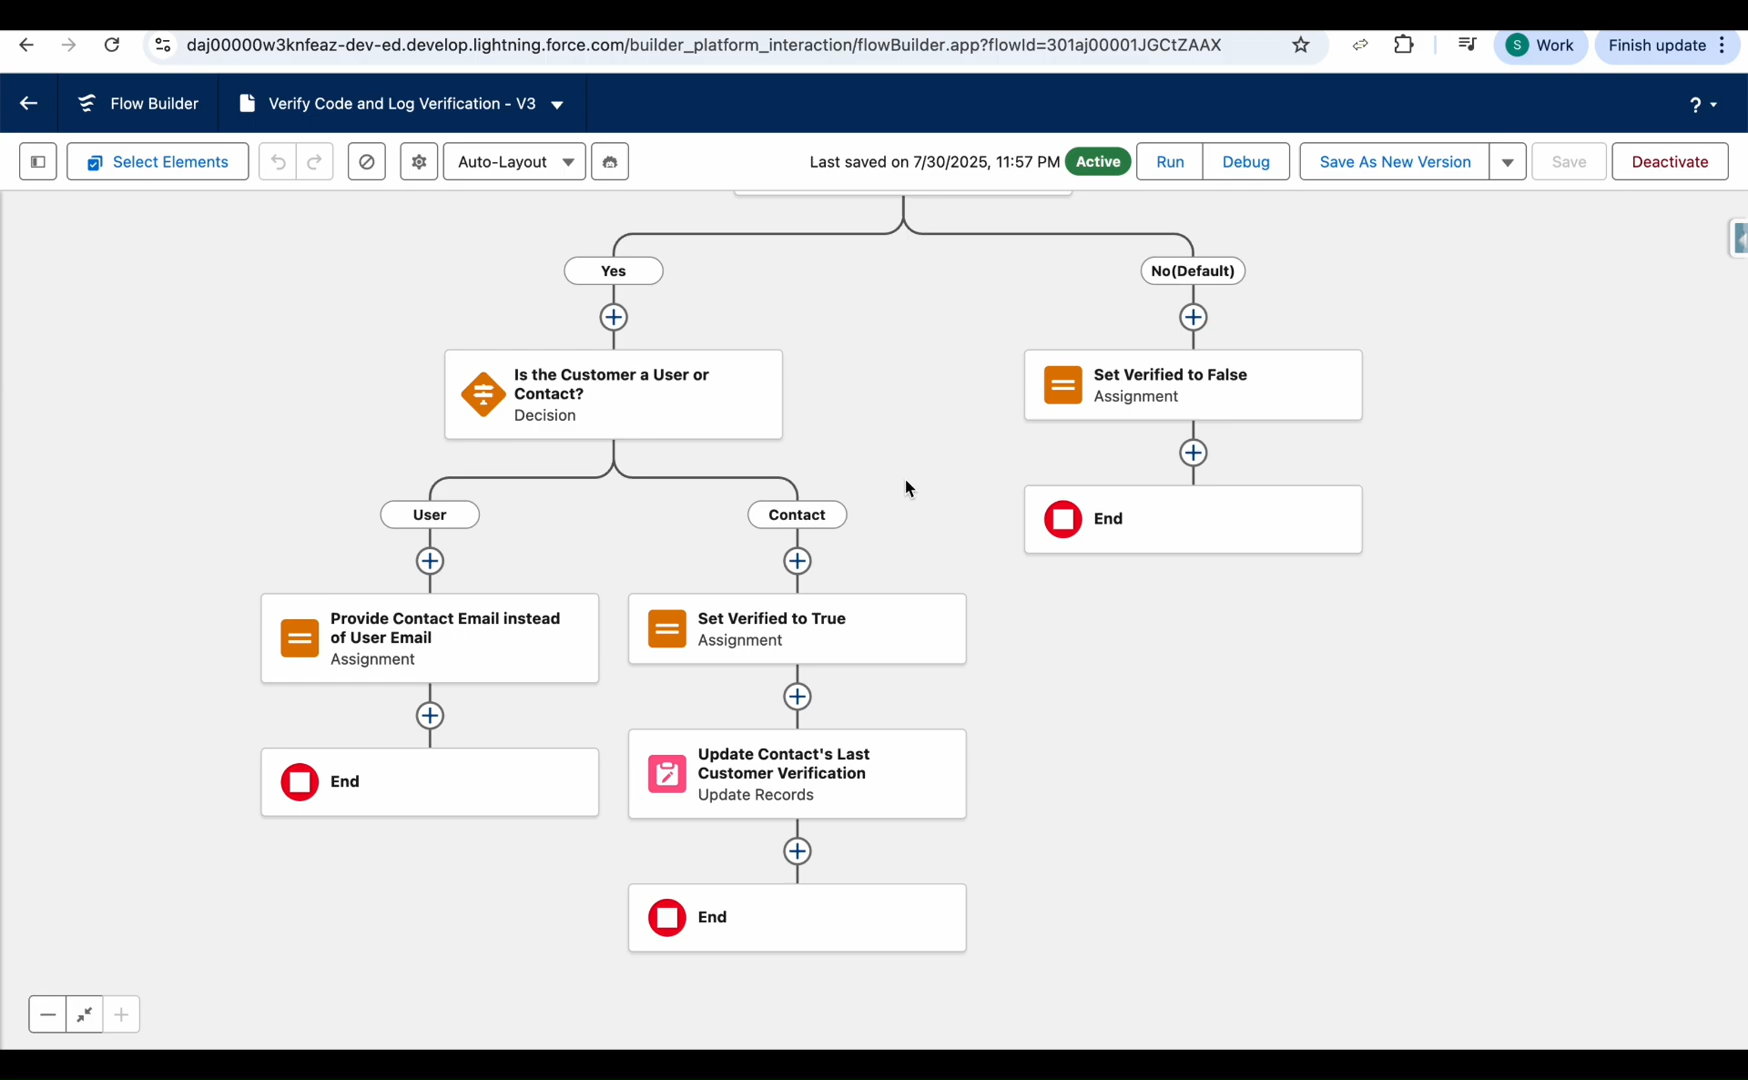 daj00000w3knfeaz-dev-ed.develop.lightning.force.com/builder_platform_interaction/flowBuilder.app?flowId=301aj00001JGCtZAAX
S Work
Finish update
Flow Builder
Verify Code and Log Verification - V3
?
Select Elements
Auto-Layout
Last saved on 7/30/2025, 11:57 PM
Active
Run
Debug
Save As New Version
Save
Deactivate
Yes
No(Default)
Is the Customer a User or
Contact?
Decision
Set Verified to False
Assignment
End
User
Contact
Provide Contact Email instead
of User Email
Assignment
Set Verified to True
Assignment
End
Update Contact's Last
Customer Verification
Update Records
End